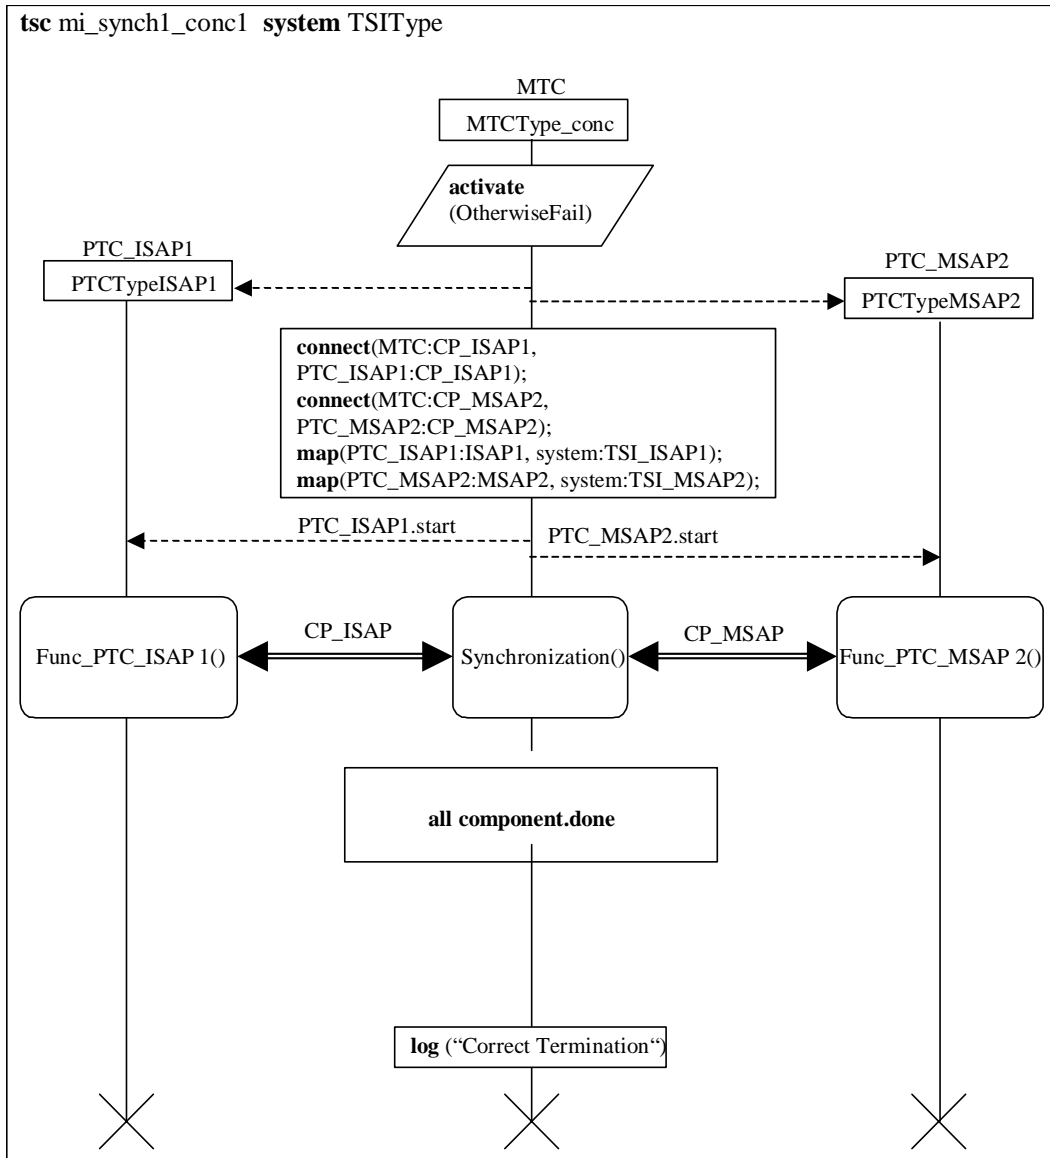 tsc mi_synch1_conc1 system TSIType
MTC
MTCType_conc
activate
(OtherwiseFail)
PTC_ISAP1
PTCTypeISAP1
PTC_MSAP2
PTCTypeMSAP2
connect(MTC:CP_ISAP1,
PTC_ISAP1:CP_ISAP1);
connect(MTC:CP_MSAP2,
PTC_MSAP2:CP_MSAP2);
map(PTC_ISAP1:ISAP1, system:TSI_ISAP1);
map(PTC_MSAP2:MSAP2, system:TSI_MSAP2);
PTC_ISAP1.start
PTC_MSAP2.start
Func_PTC_ISAP 1()
CP_ISAP
Synchronization()
CP_MSAP
Func_PTC_MSAP 2()
all component.done
log (“Correct Termination“)